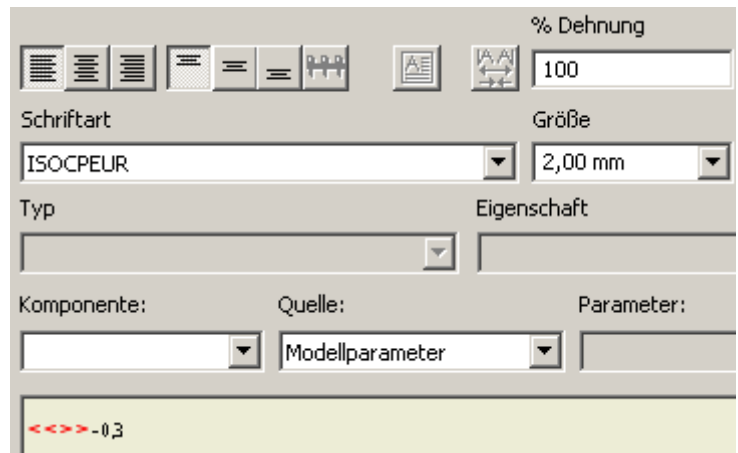 % Dehnung
100
Schriftart
Größe
ISOCPEUR
2,00 mm
Typ
Eigenschaft
Komponente:
Quelle:
Parameter:
Modellparameter
<<>>-0,3